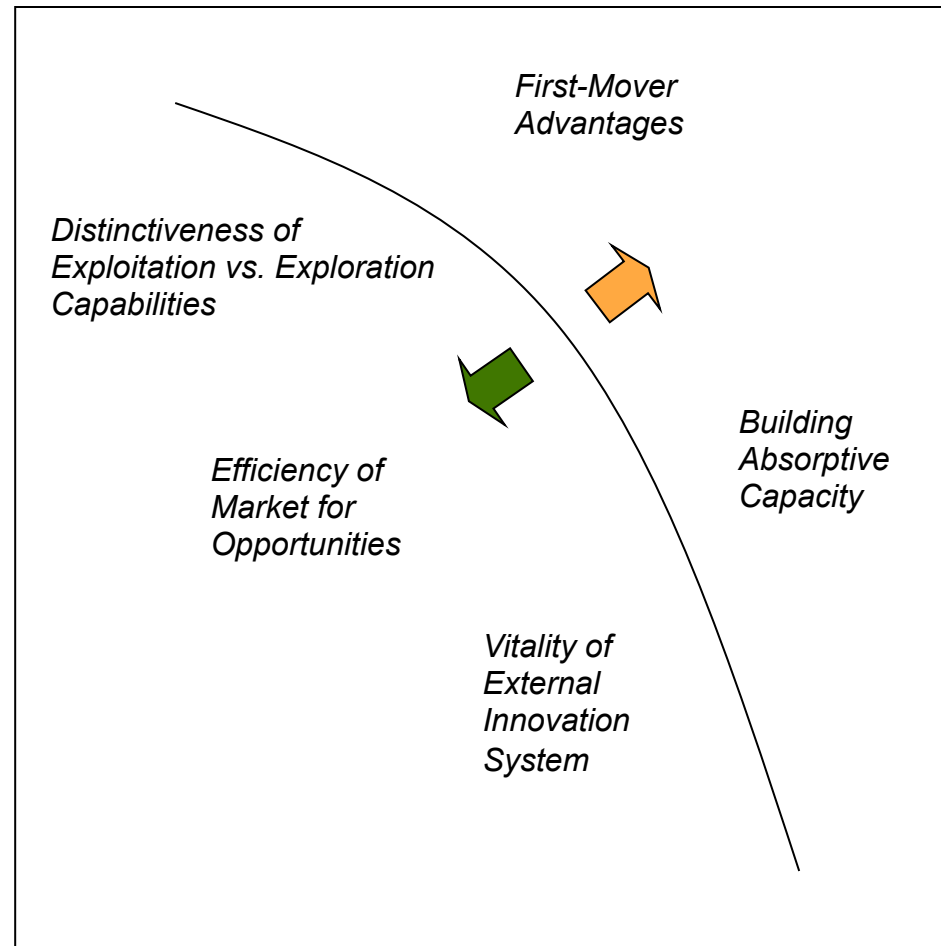 First-Mover
Advantages
Distinctiveness of
Exploitation vs. Exploration
Capabilities
Building
Absorptive
Capacity
Efficiency of
Market for
Opportunities
Vitality of
External
Innovation
System